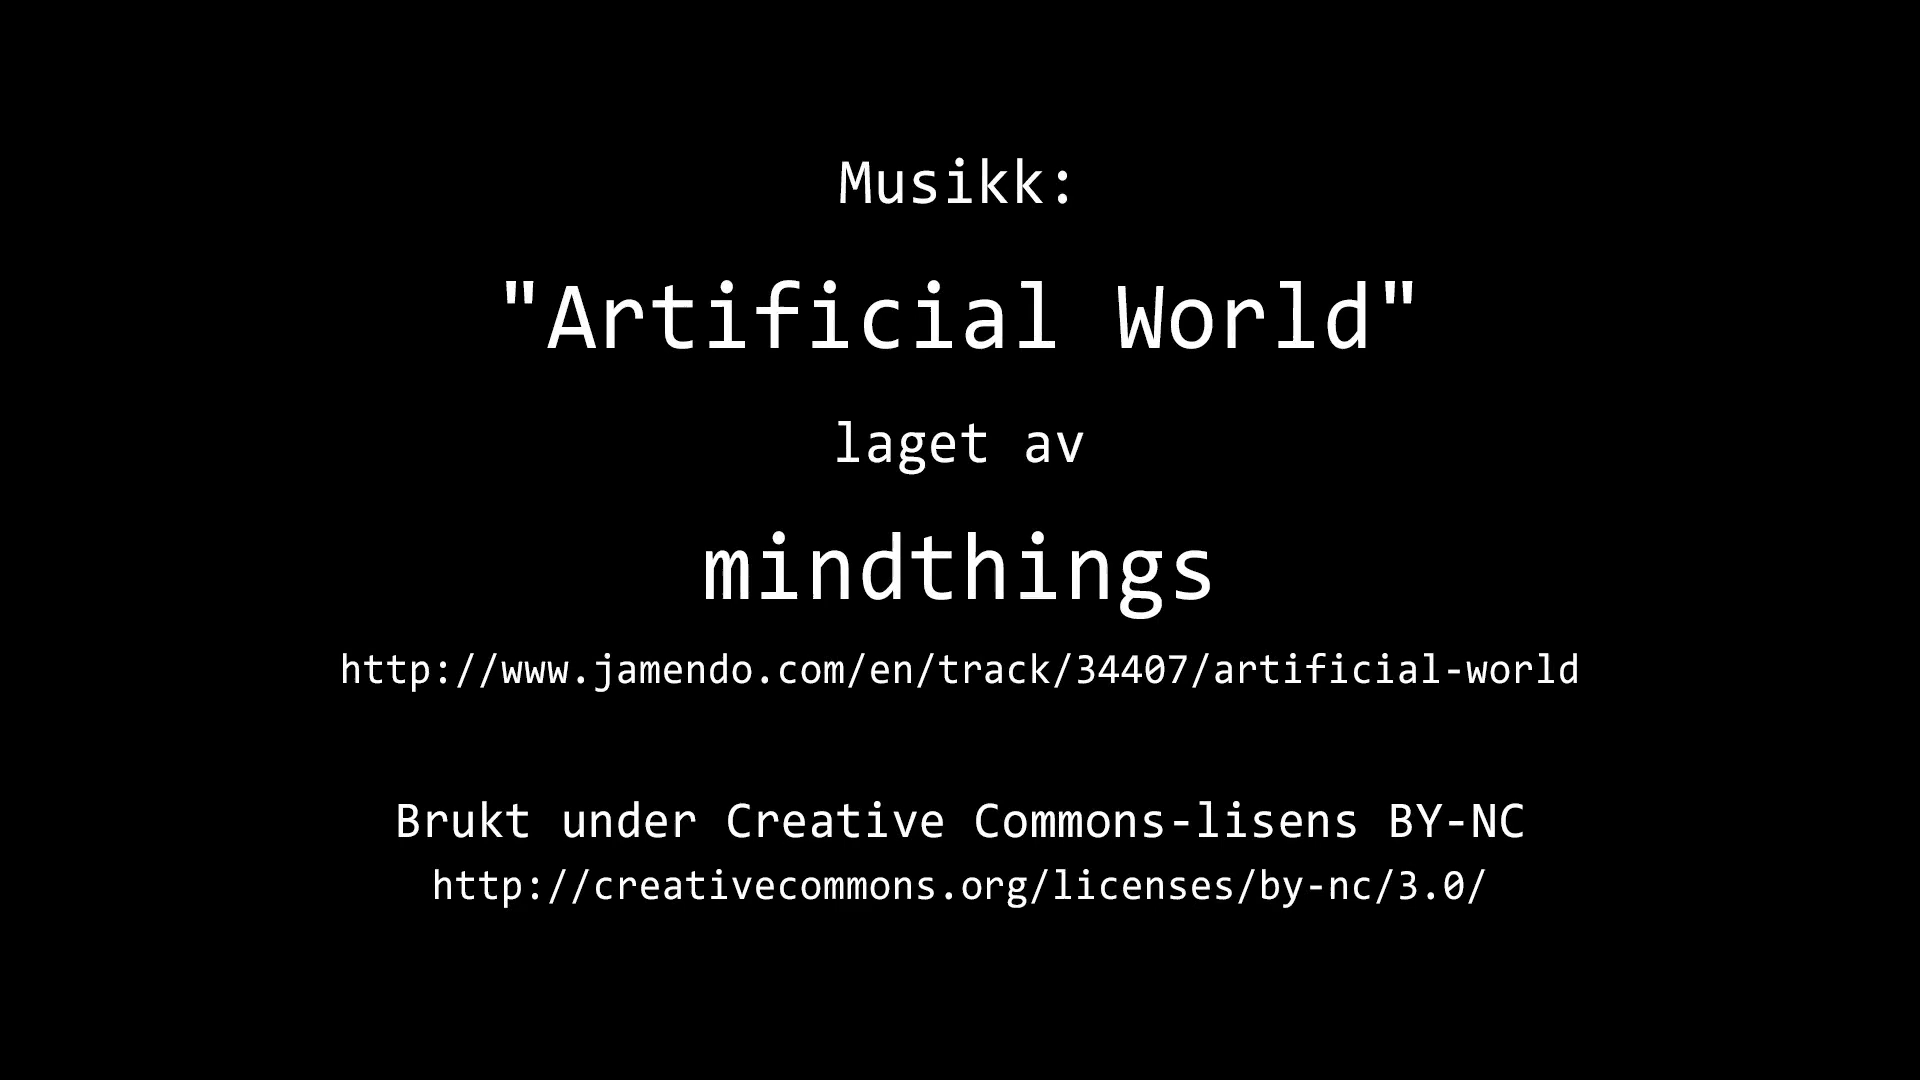 Musikk:
"Artificial World"
laget av
mindthings
http://www.jamendo.com/en/track/34407/artificial-world
Brukt under Creative Commons-lisens BY-NC
http://creativecommons.org/licenses/by-nc/3.0/